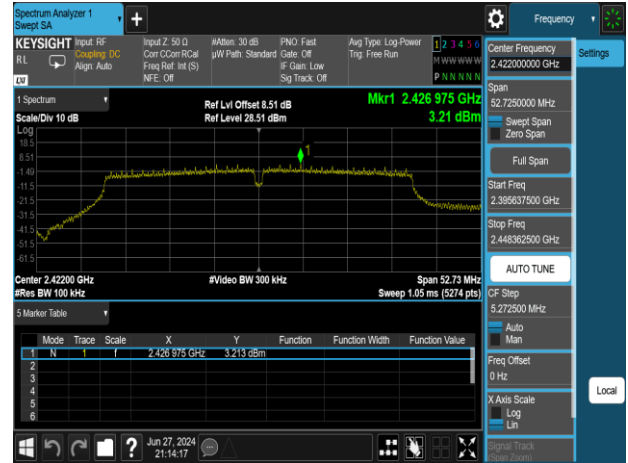 Spectrum Analyzer 1
Swept SA
+
Frequency
KEYSIGHT
RL
LXI
Input: RF
Coupling: DC
Align: Auto
Input Z: 50 Ω
Corr CCorr RCal
Freq Ref: Int (S)
NFE: Off
#Atten: 30 dB
µW Path: Standard
PNO: Fast
Gate: Off
IF Gain: Low
Sig Track: Off
Avg Type: Log-Power
Trig: Free Run
1 2 3 4 5 6
M W W W W W
P N N N N N
1 Spectrum
Scale/Div 10 dB
Ref Lvl Offset 8.51 dB
Ref Level 28.51 dBm
Mkr1 2.426 975 GHz
3.21 dBm
Log
18.5
8.51
-1.49
-11.5
-21.5
-31.5
-41.5
-51.5
-61.5
1
Center 2.42200 GHz
#Res BW 100 kHz
#Video BW 300 kHz
Span 52.73 MHz
Sweep 1.05 ms (5274 pts)
5 Marker Table
Mode Trace Scale X Y Function Function Width Function Value
1 N 1 f 2.426 975 GHz 3.213 dBm
2
3
4
5
6
Center Frequency
2.422000000 GHz
Settings
Span
52.7250000 MHz
Swept Span
Zero Span
Full Span
Start Freq
2.395637500 GHz
Stop Freq
2.448362500 GHz
AUTO TUNE
CF Step
5.272500 MHz
Auto
Man
Freq Offset
0 Hz
X Axis Scale
Log
Lin
Local
Signal Track
(Span Zoom)
?
Jun 27, 2024
21:14:17